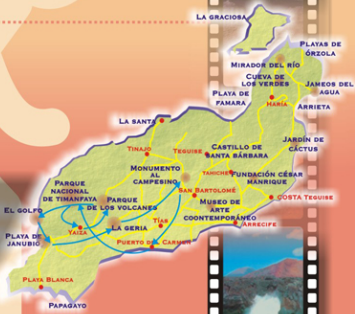 LA GRACIOSA
PLAYAS DE
ÓRZOLA
MIRADOR DEL RÍO
CUEVA DE
LOS VERDES
JAMEOS DEL
AGUA
PLAYA DE
FAMARA
HARÍA
ARRIETA
LA SANTA
TINAJO
TEGUISE
CASTILLO DE
SANTA BÁRBARA
JARDÍN DE
CÁCTUS
MONUMENTO
AL
CAMPESINO
TAHICHE
FUNDACIÓN CÉSAR
MANRIQUE
PARQUE
NACIONAL
DE TIMANFAYA
PARQUE
DE LOS VOLCANES
SAN BARTOLOMÉ
COSTA TEGUISE
MUSEO DE
ARTE
COONTEMPORÁNEO
EL GOLFO
YAIZA
LA GERIA
TÍAS
ARRECIFE
PLAYA DE
JANUBIO
PUERTO DE CARMEN
PLAYA BLANCA
PAPAGAYO